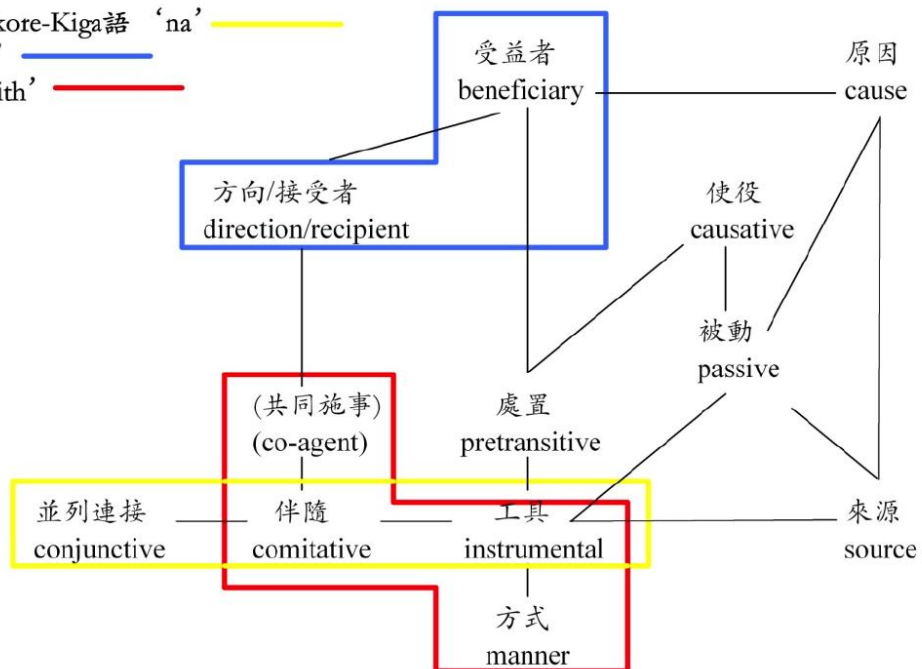 kore-Kiga語 ‘na’
’
ith’
受益者
beneficiary
原因
cause
方向/接受者
direction/recipient
使役
causative
被動
passive
(共同施事)
(co-agent)
處置
pretransitive
並列連接
conjunctive
伴隨
comitative
工具
instrumental
來源
source
方式
manner